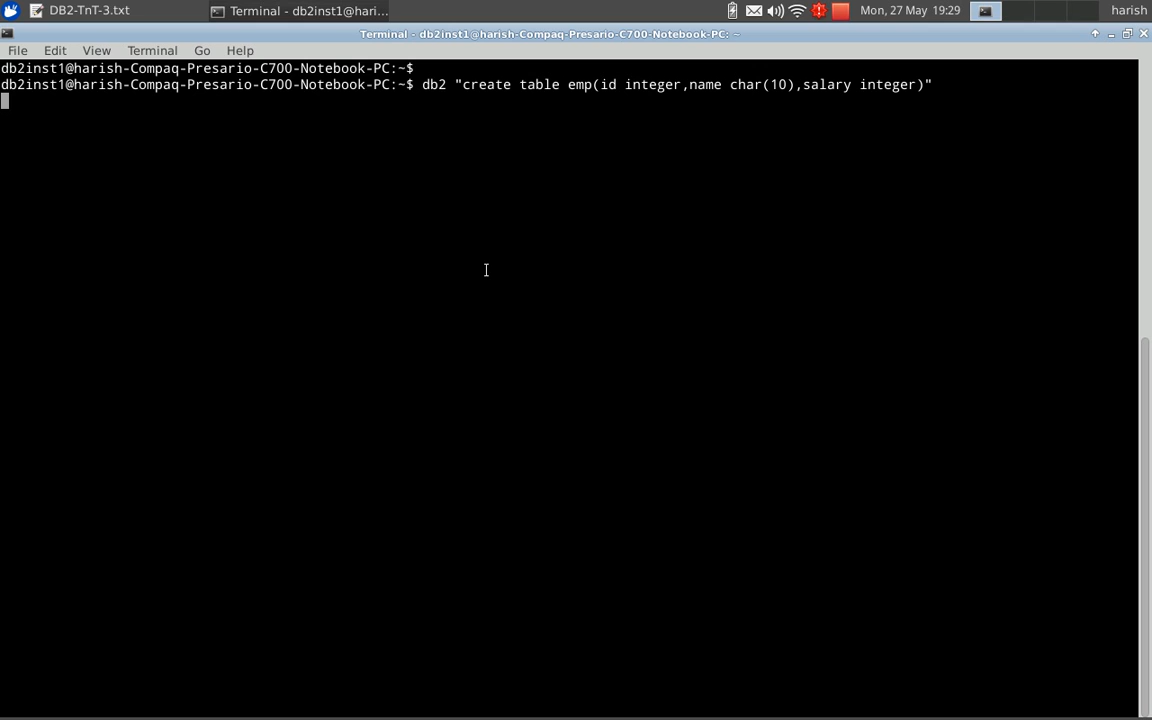 DB2-TnT-3.txt
Terminal - db2inst1@hari...
Mon, 27 May 19:29
harish
Terminal - db2inst1@harish-Compaq-Presario-C700-Notebook-PC: ~
File Edit View Terminal Go Help
db2inst1@harish-Compaq-Presario-C700-Notebook-PC:~$
db2inst1@harish-Compaq-Presario-C700-Notebook-PC:~$ db2 "create table emp(id integer,name char(10),salary integer)"